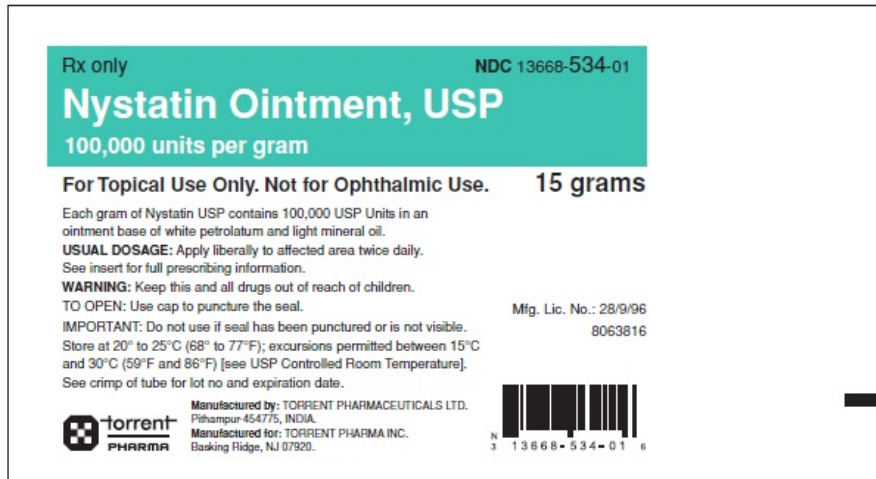 Rx only NDC 13668-534-01
Nystatin Ointment, USP
100,000 units per gram
For Topical Use Only. Not for Ophthalmic Use. 15 grams
Each gram of Nystatin USP contains 100,000 USP Units in an
ointment base of white petrolatum and light mineral oil.
USUAL DOSAGE: Apply liberally to affected area twice daily.
See insert for full prescribing information.
WARNING: Keep this and all drugs out of reach of children.
TO OPEN: Use cap to puncture the seal.
IMPORTANT: Do not use if seal has been punctured or is not visible.
Store at 20° to 25°C (68° to 77°F); excursions permitted between 15°C
and 30°C (59°F and 86°F) [see USP Controlled Room Temperature].
See crimp of tube for lot no and expiration date.
Mfg. Lic. No.: 28/9/96
8063816
torrent
PHARMA
Manufactured by: TORRENT PHARMACEUTICALS LTD.
Pithampur-454775, INDIA.
Manufactured for: TORRENT PHARMA INC.
Basking Ridge, NJ 07920.
N
3 13668-534-01 6